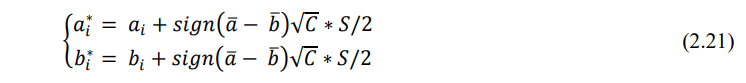 a_i^* = a_i + sign(ā − b̄)√C * S/2
b_i^* = b_i + sign(ā − b̄)√C * S/2
(2.21)